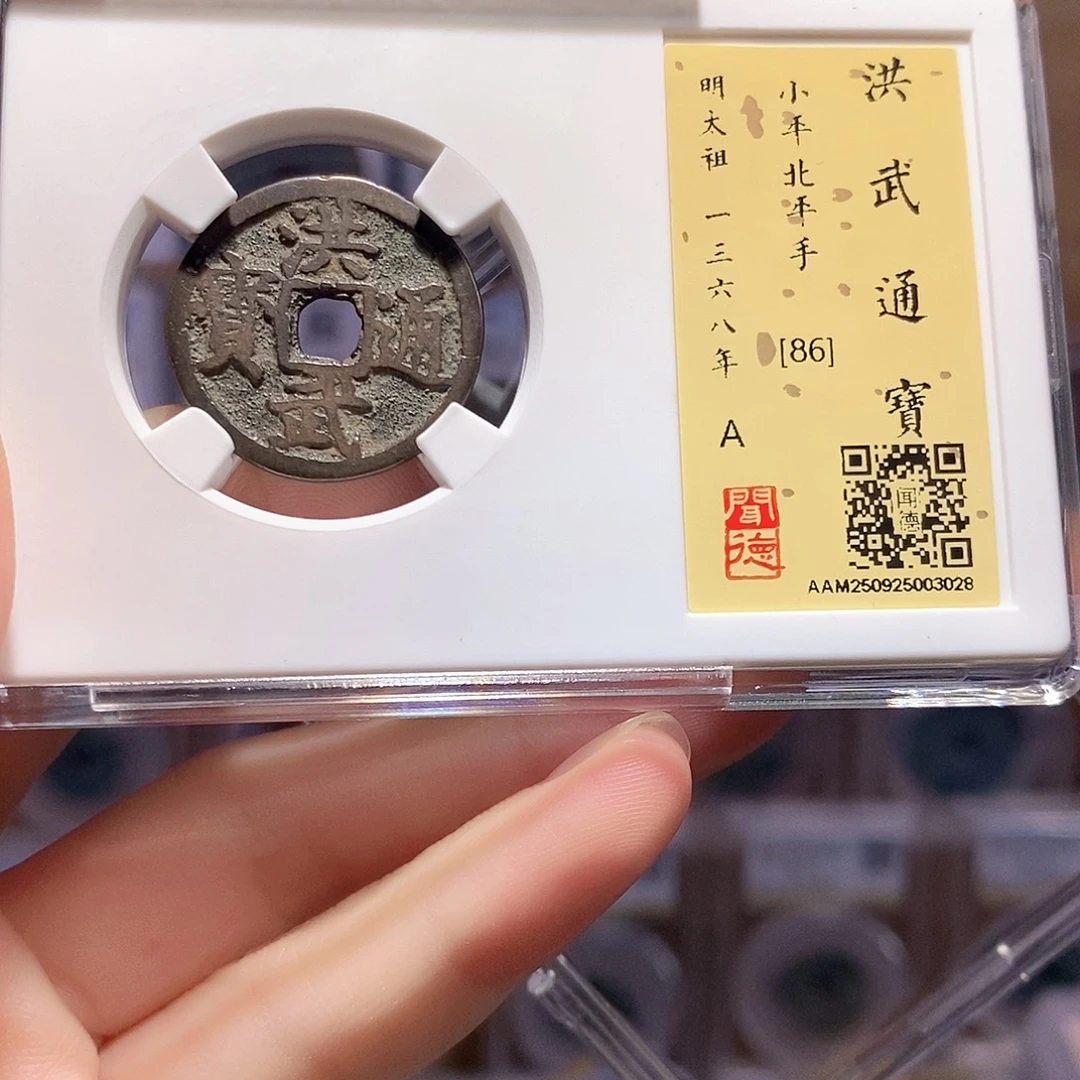 洪武通寶
洪武通寶
小平北平手
[86]
明太祖 一三六八年
A
聞德
闻德
AAM250925003028